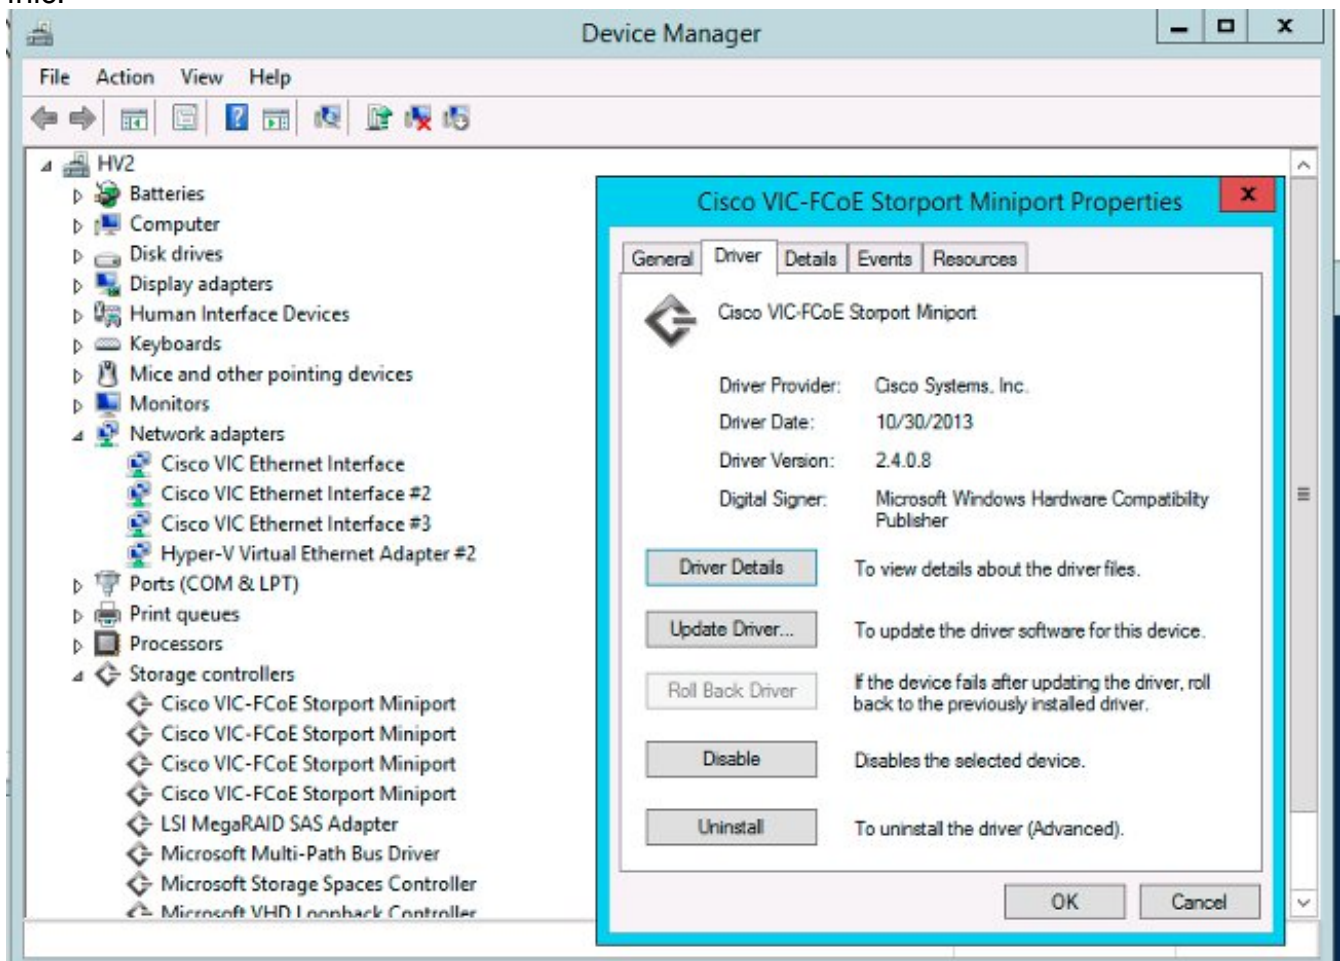 Device Manager
x
File Action View Help
HV2
Batteries
Computer
Disk drives
Display adapters
Human Interface Devices
Keyboards
Mice and other pointing devices
Monitors
Network adapters
Cisco VIC Ethernet Interface
Cisco VIC Ethernet Interface #2
Cisco VIC Ethernet Interface #3
Hyper-V Virtual Ethernet Adapter #2
Ports (COM & LPT)
Print queues
Processors
Storage controllers
Cisco VIC-FCoE Storport Miniport
Cisco VIC-FCoE Storport Miniport
Cisco VIC-FCoE Storport Miniport
Cisco VIC-FCoE Storport Miniport
LSI MegaRAID SAS Adapter
Microsoft Multi-Path Bus Driver
Microsoft Storage Spaces Controller
Microsoft VHD Loopback Controller
Cisco VIC-FCoE Storport Miniport Properties
x
General Driver Details Events Resources
Cisco VIC-FCoE Storport Miniport
Driver Provider: Cisco Systems, Inc.
Driver Date: 10/30/2013
Driver Version: 2.4.0.8
Digital Signer: Microsoft Windows Hardware Compatibility
Publisher
Driver Details To view details about the driver files.
Update Driver... To update the driver software for this device.
Roll Back Driver If the device fails after updating the driver, roll
back to the previously installed driver.
Disable Disables the selected device.
Uninstall To uninstall the driver (Advanced).
OK Cancel